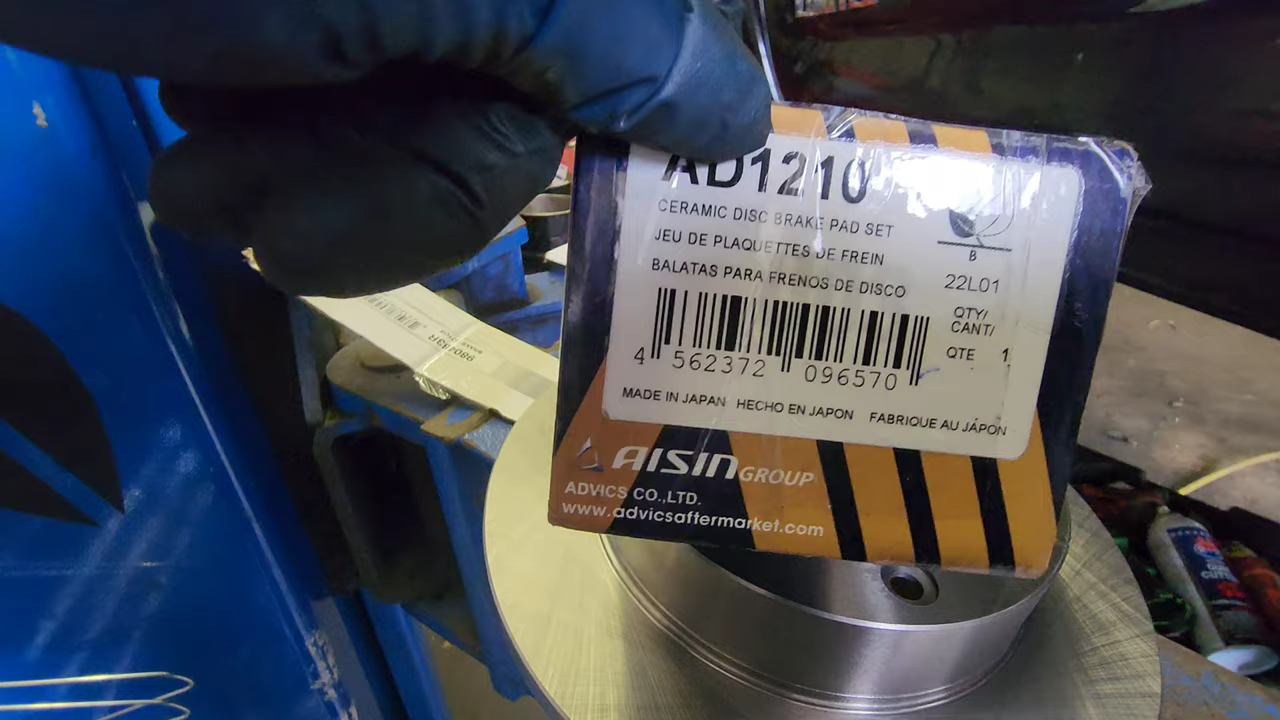 AD1210
CERAMIC DISC BRAKE PAD SET
JEU DE PLAQUETTES DE FREIN
BALATAS PARA FRENOS DE DISCO
B
22L01
QTY/
CANT/
QTE 1
4 562372 096570
MADE IN JAPAN HECHO EN JAPON FABRIQUE AU JÁPON
AISIN GROUP
ADVICS CO.,LTD.
www.advicsaftermarket.com